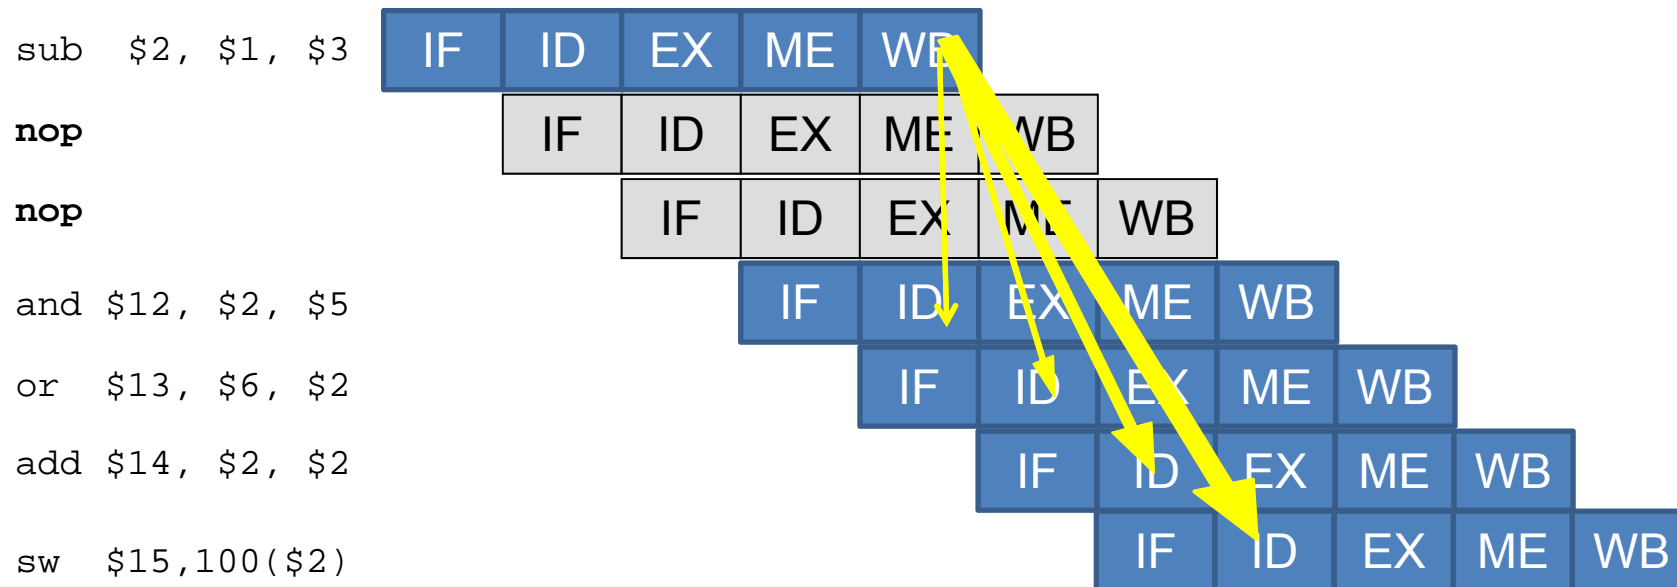 sub $2, $1, $3 IF ID EX ME WB
nop IF ID EX ME WB
nop IF ID EX ME WB
and $12, $2, $5 IF ID EX ME WB
or $13, $6, $2 IF ID EX ME WB
add $14, $2, $2 IF ID EX ME WB
sw $15,100($2) IF ID EX ME WB